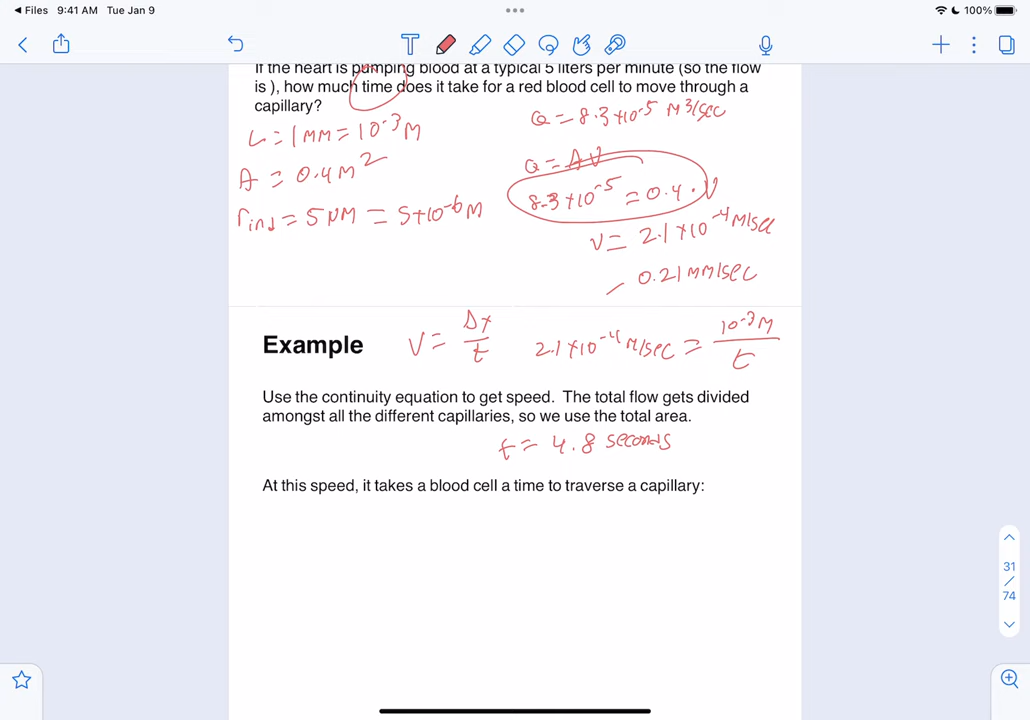 Files 9:41 AM Tue Jan 9 100%
If the heart is pumping blood at a typical 5 liters per minute (so the flow
is ), how much time does it take for a red blood cell to move through a
capillary?
L = 1 MM = 10^-3 M
A = 0.4 M^2
r ind = 5 μM = 5×10^-6 M
Q = 8.3×10^-5 M^3/sec
Q = AV
8.3×10^-5 = 0.4 · V
V = 2.1×10^-4 M/sec
0.21 MM/sec
Example
V = Δx/t
2.1×10^-4 M/sec = 10^-3 M/t
Use the continuity equation to get speed. The total flow gets divided
amongst all the different capillaries, so we use the total area.
t = 4.8 seconds
At this speed, it takes a blood cell a time to traverse a capillary:
31
/
74